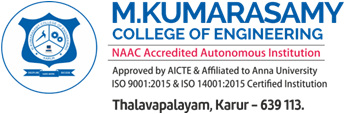 M.KUMARASAMY
COLLEGE OF ENGINEERING
NAAC Accredited Autonomous Institution
Approved by AICTE & Affiliated to Anna University
ISO 9001:2015 & ISO 14001:2015 Certified Institution
Thalavapalayam, Karur – 639 113.